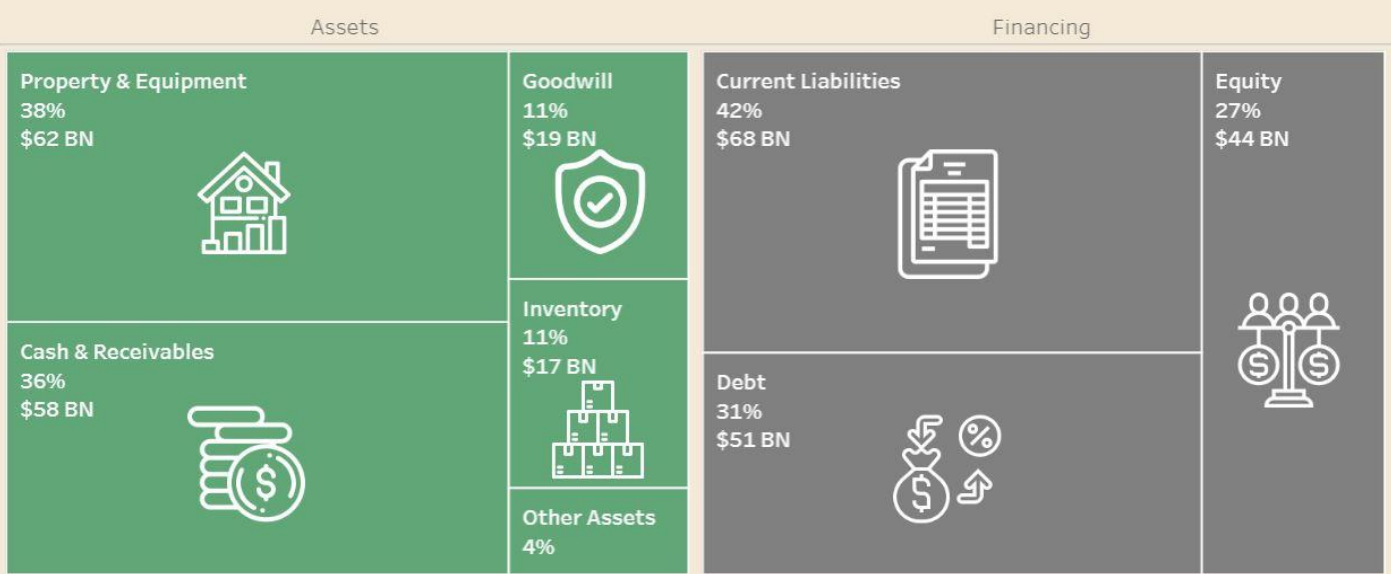 Assets
Property & Equipment
38%
$62 BN
Goodwill
11%
$19 BN
Cash & Receivables
36%
$58 BN
Inventory
11%
$17 BN
Other Assets
4%
Financing
Current Liabilities
42%
$68 BN
Debt
31%
$51 BN
Equity
27%
$44 BN
$
$
%
$
$